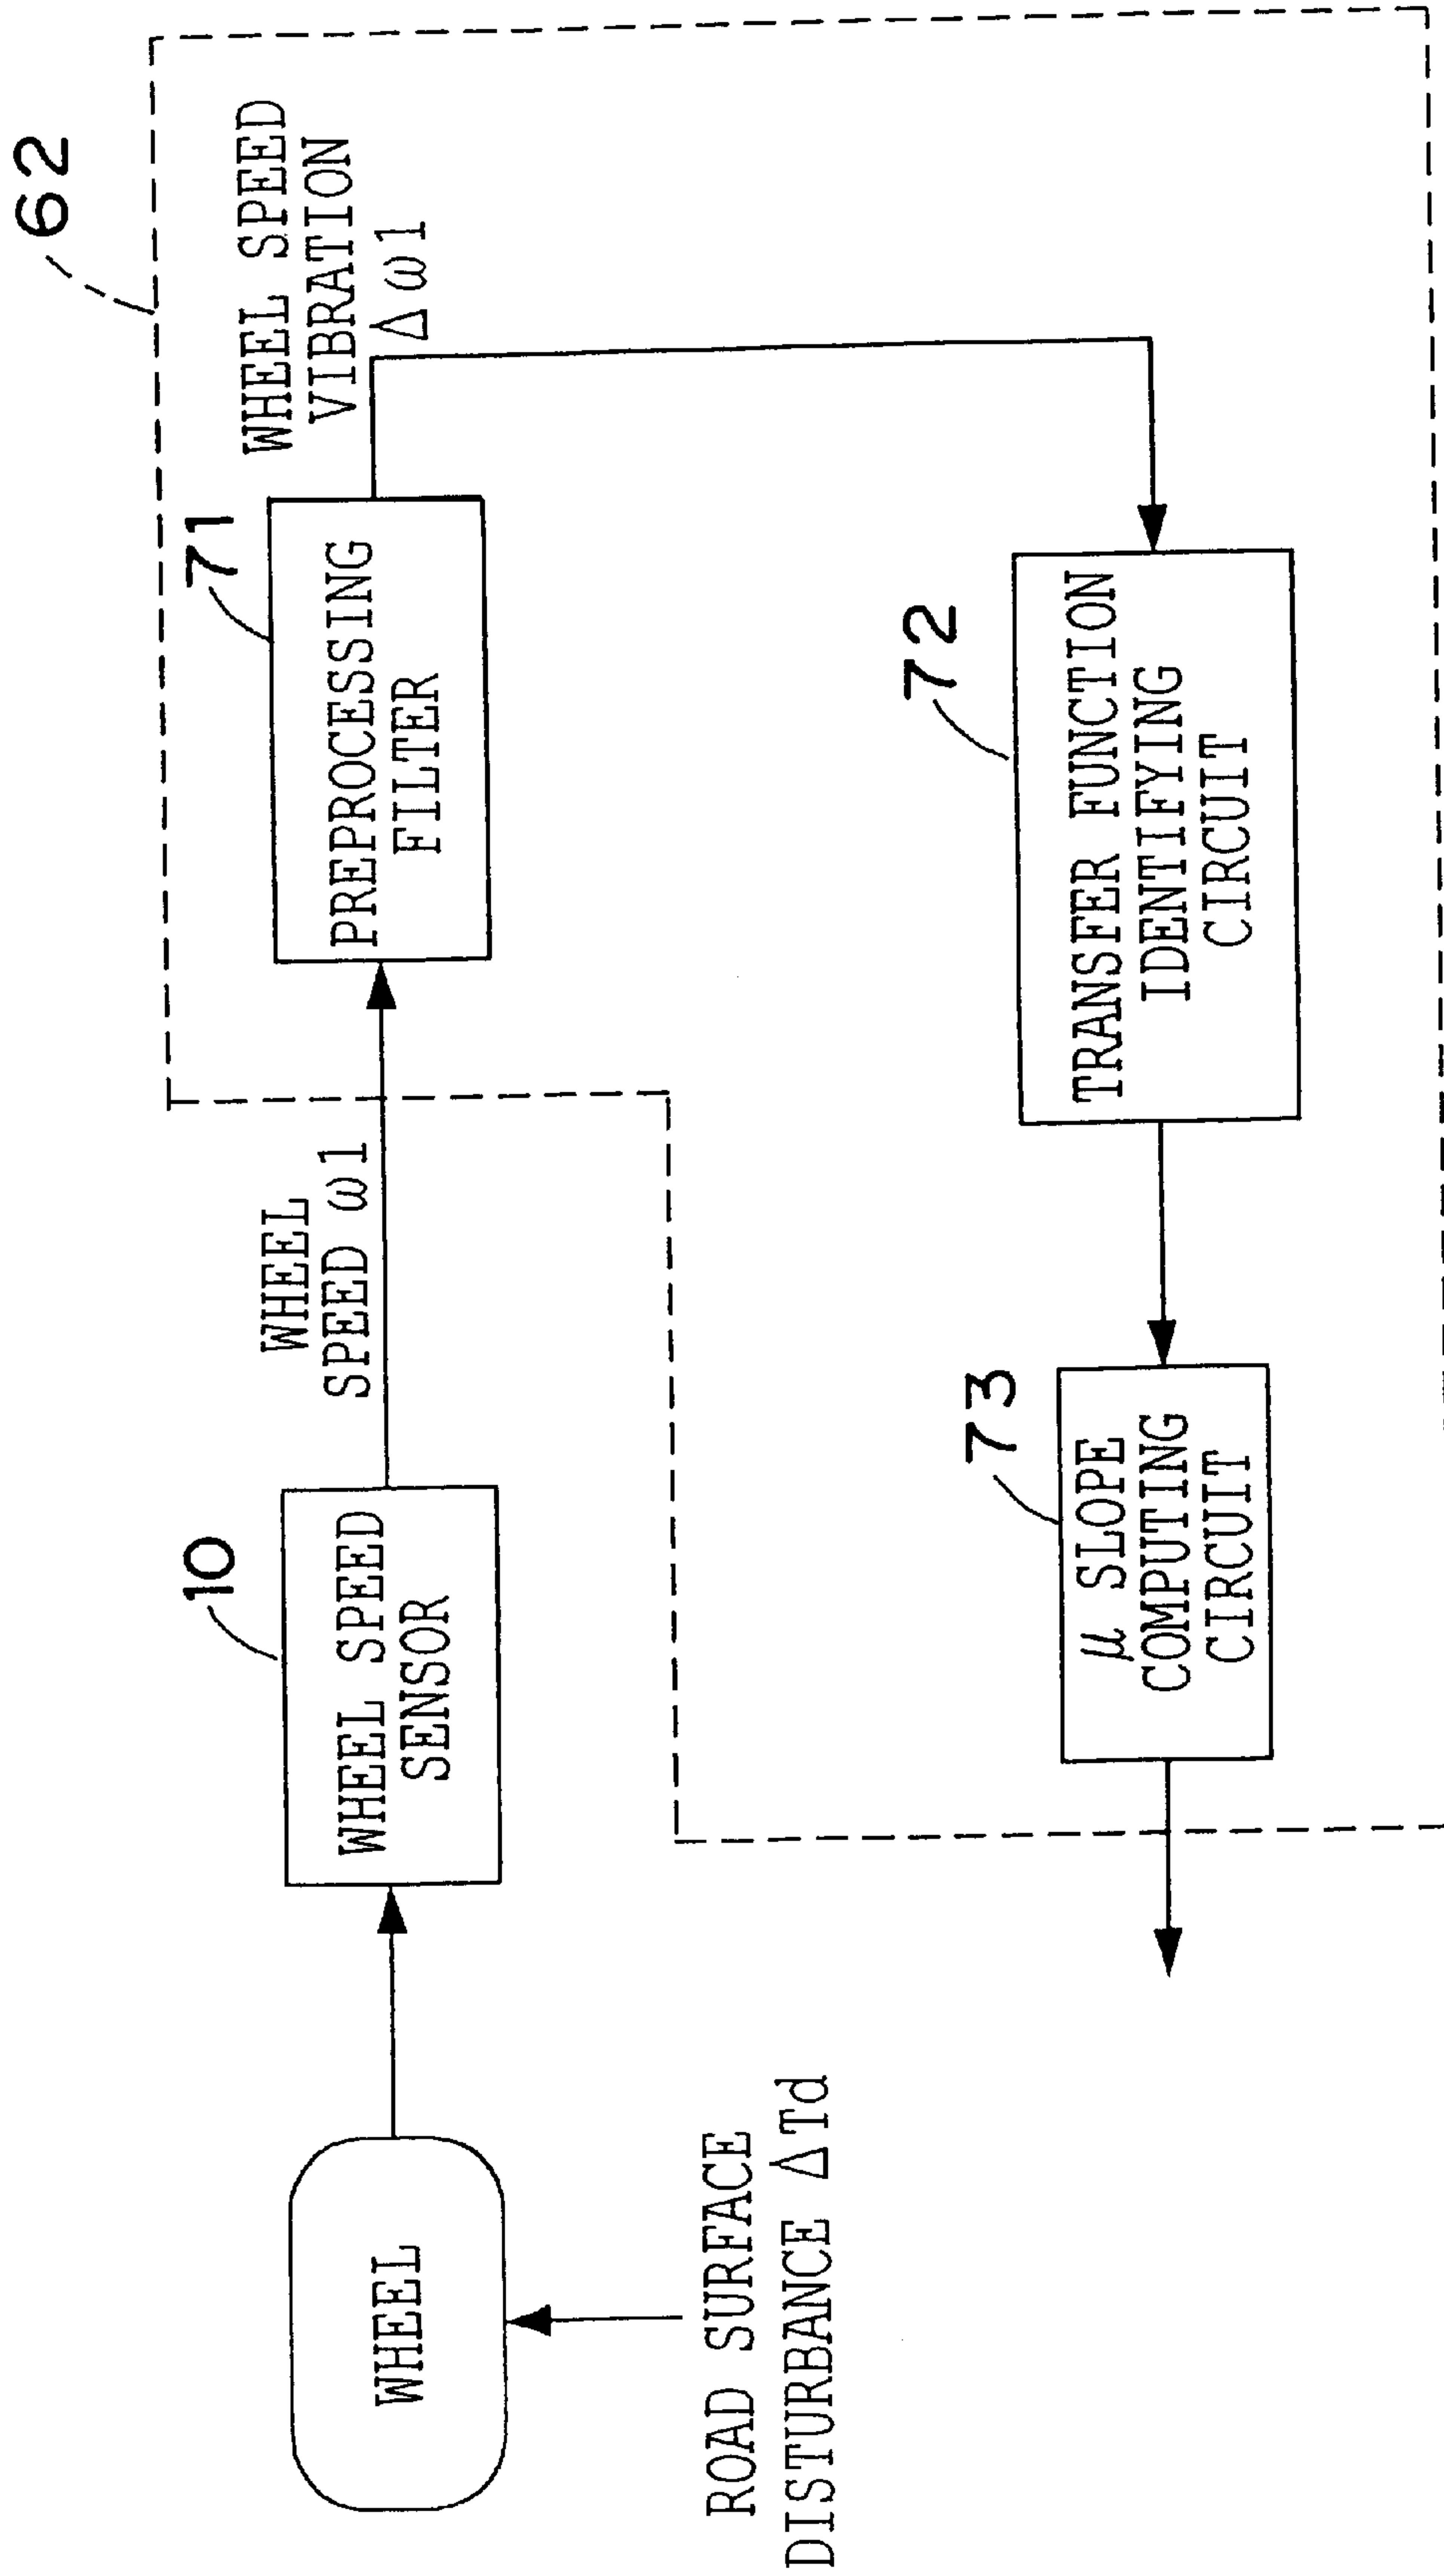 62
WHEEL SPEED
VIBRATION
Δω1
71
PREPROCESSING
FILTER
WHEEL
SPEED ω1
10
WHEEL SPEED
SENSOR
WHEEL
ROAD SURFACE
DISTURBANCE ΔTd
72
TRANSFER FUNCTION
IDENTIFYING
CIRCUIT
73
μ SLOPE
COMPUTING
CIRCUIT